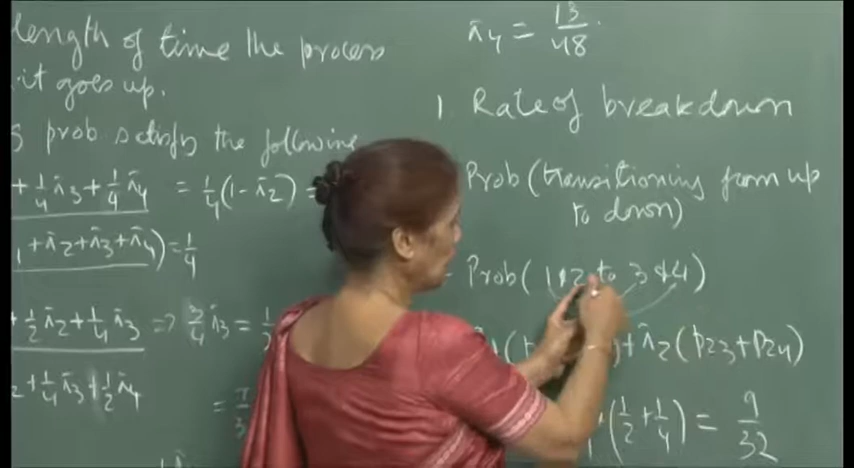 length of time the process
it goes up.
prob satisfy the following
+ 1/4 π̄3 + 1/4 π̄4 = 1/4 (1 - π̄2) =
1 + π̄2 + π̄3 + π̄4) = 1/4
+ 1/2 π̄2 + 1/4 π̄3 ⇒ 3/4 π̄3 = 1/
2 + 1/4 π̄3 + 1/2 π̄4
=
π̄4 = 13/48.
1 Rate of breakdown
Prob (transitioning from up
to down)
Prob (1,2 to 3 &4)
+ π̄2 (P23 + P24)
(1/2 + 1/4) = 9/32